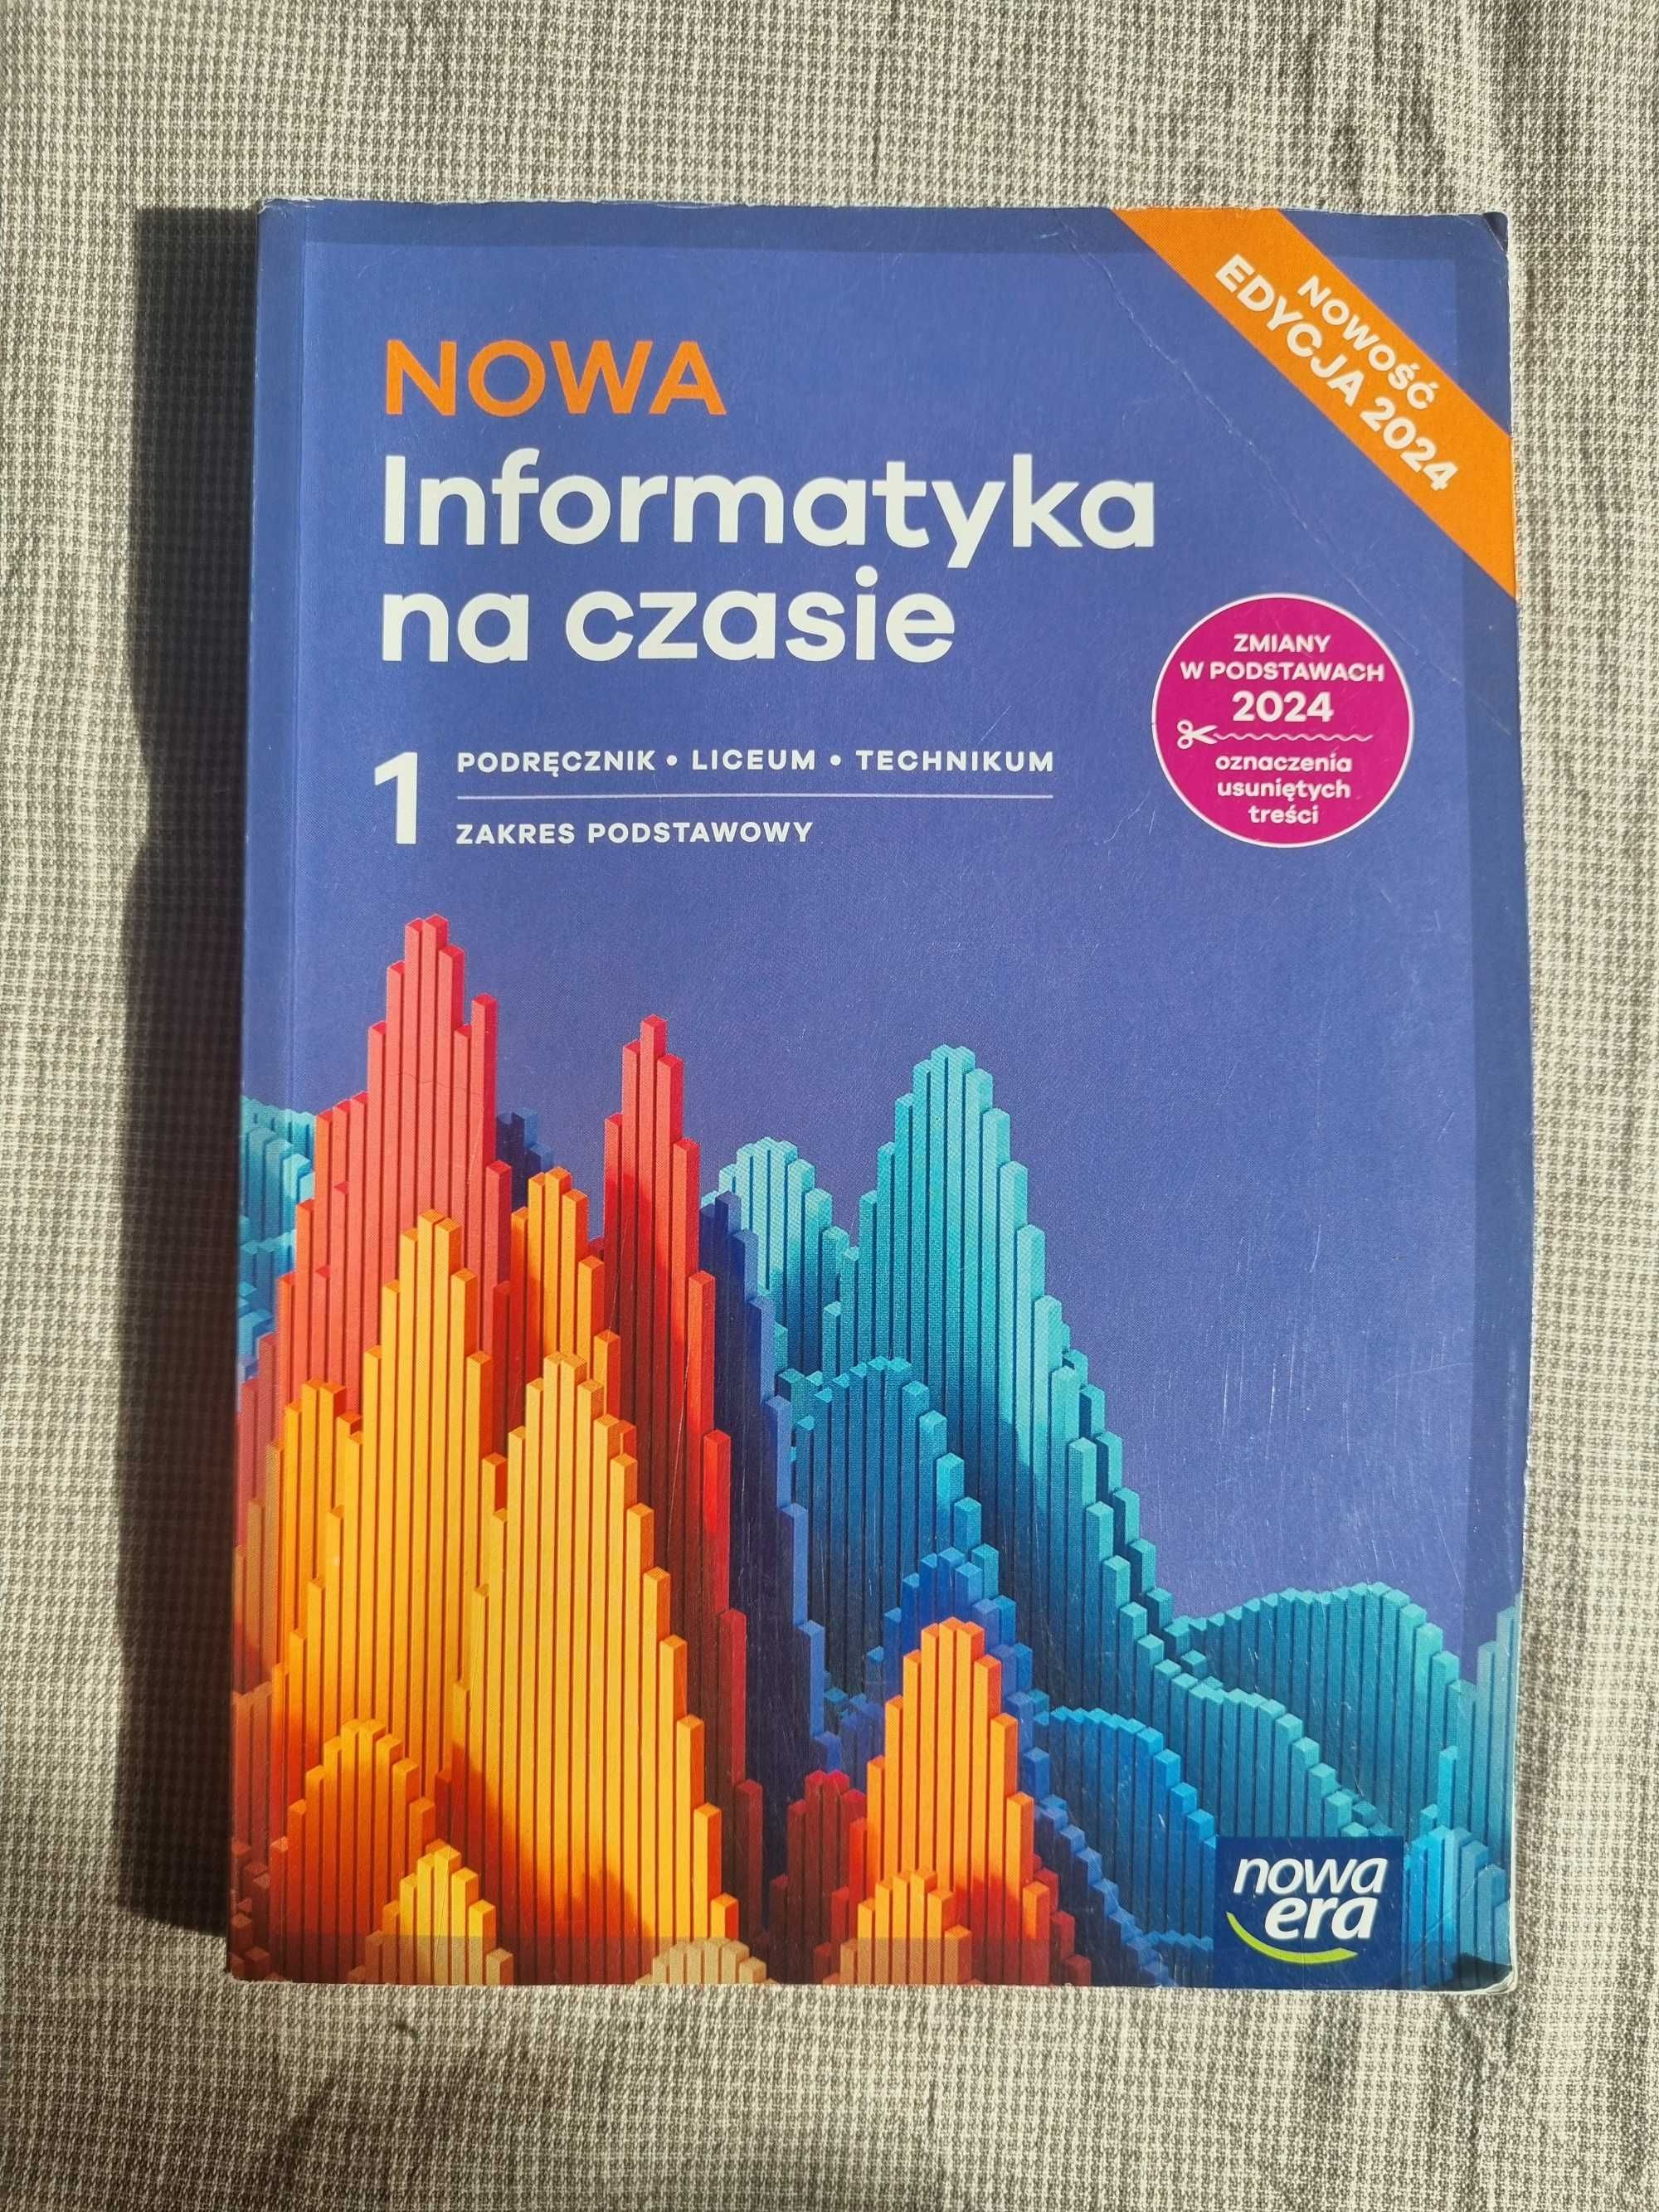 NOWOŚĆ
EDYCJA 2024
NOWA
Informatyka
na czasie
ZMIANY
W PODSTAWACH
2024
oznaczenia
usuniętych
treści
1
PODRĘCZNIK • LICEUM • TECHNIKUM
ZAKRES PODSTAWOWY
nowa
era